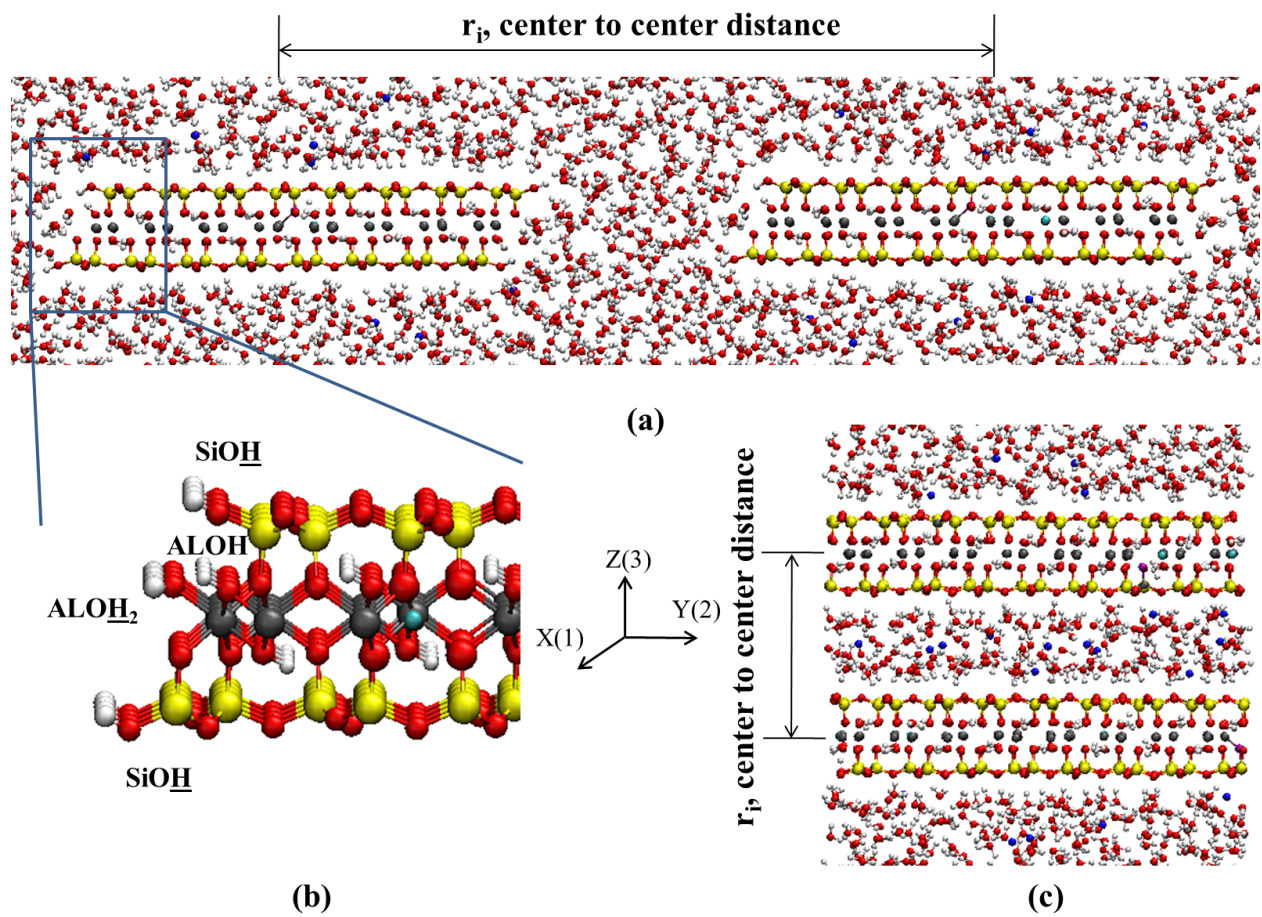 r_i, center to center distance
(a)
SiOH
ALOH
ALOH₂
SiOH
Z(3)
Y(2)
X(1)
r_i, center to center distance
(b)
(c)